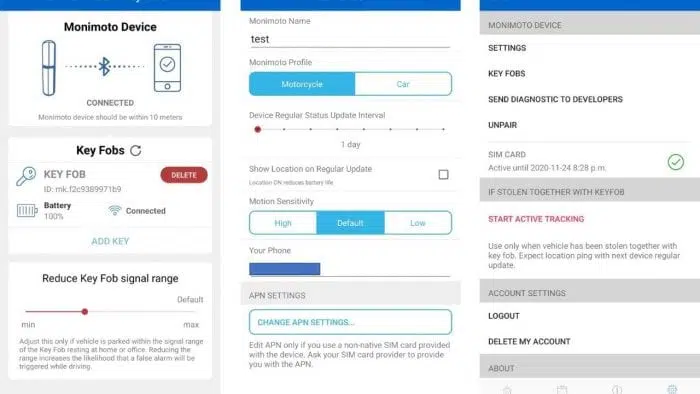 Monimoto Device
CONNECTED
Monimoto device should be within 10 meters
Key Fobs
KEY FOB
DELETE
ID: mk.f2c9389971b9
Battery
100%
Connected
ADD KEY
Reduce Key Fob signal range
Default
min
max
Adjust this only if vehicle is parked within the signal range
of the Key Fob resting at home or office. Reducing the
range increases the likelihood that a false alarm will be
triggered while driving.
Monimoto Name
test
Monimoto Profile
Motorcycle
Car
Device Regular Status Update Interval
1 day
Show Location on Regular Update
Location ON reduces battery life
Motion Sensitivity
High
Default
Low
Your Phone
APN SETTINGS
CHANGE APN SETTINGS...
Edit APN only if you use a non-native SIM card provided
with the device. Ask your SIM card provider to provide
you with the APN.
MONIMOTO DEVICE
SETTINGS
KEY FOBS
SEND DIAGNOSTIC TO DEVELOPERS
UNPAIR
SIM CARD
Active until 2020-11-24 8:28 p.m.
IF STOLEN TOGETHER WITH KEYFOB
START ACTIVE TRACKING
Use only when vehicle has been stolen together with
key fob. Expect location ping with next device regular
update.
ACCOUNT SETTINGS
LOGOUT
DELETE MY ACCOUNT
ABOUT